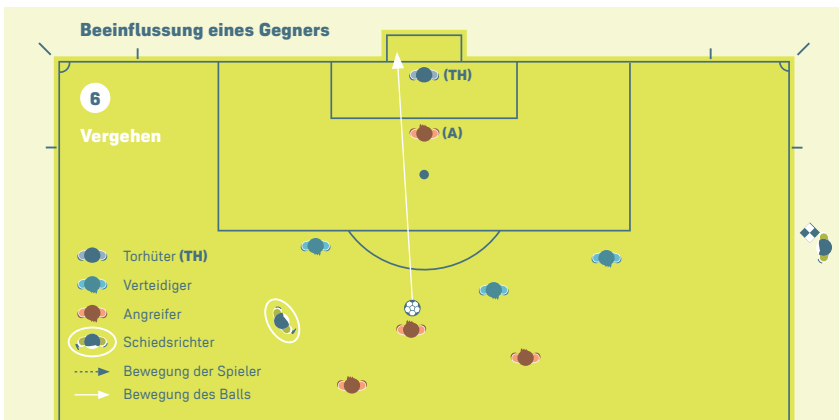 Beeinflussung eines Gegners
(TH)
6
(A)
Vergehen
Torhüter (TH)
Verteidiger
Angreifer
Schiedsrichter
Bewegung der Spieler
Bewegung des Balls